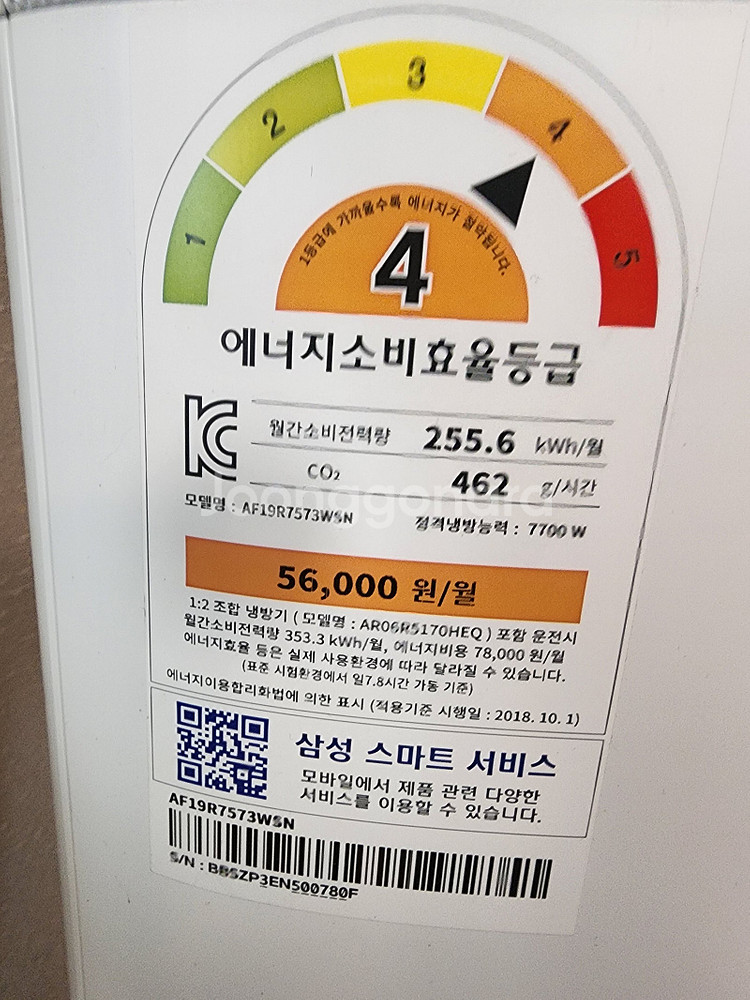 1
2
3
4
5
1등급에 가까울수록 에너지가 절약됩니다.
4
에너지소비효율등급
월간소비전력량 255.6 kWh/월
CO₂ 462 g/시간
Joonggonara
모델명 : AF19R7573WSN 정격냉방능력 : 7700 W
56,000 원/월
1:2 조합 냉방기 ( 모델명 : AR06R5170HEQ ) 포함 운전시
월간소비전력량 353.3 kWh/월, 에너지비용 78,000 원/월
에너지효율 등은 실제 사용환경에 따라 달라질 수 있습니다.
(표준 시험환경에서 일7.8시간 가동 기준)
에너지이용합리화법에 의한 표시 (적용기준 시행일 : 2018. 10. 1)
삼성 스마트 서비스
모바일에서 제품 관련 다양한
서비스를 이용할 수 있습니다.
AF19R7573WSN
S/N : BBSZP3EN500780F